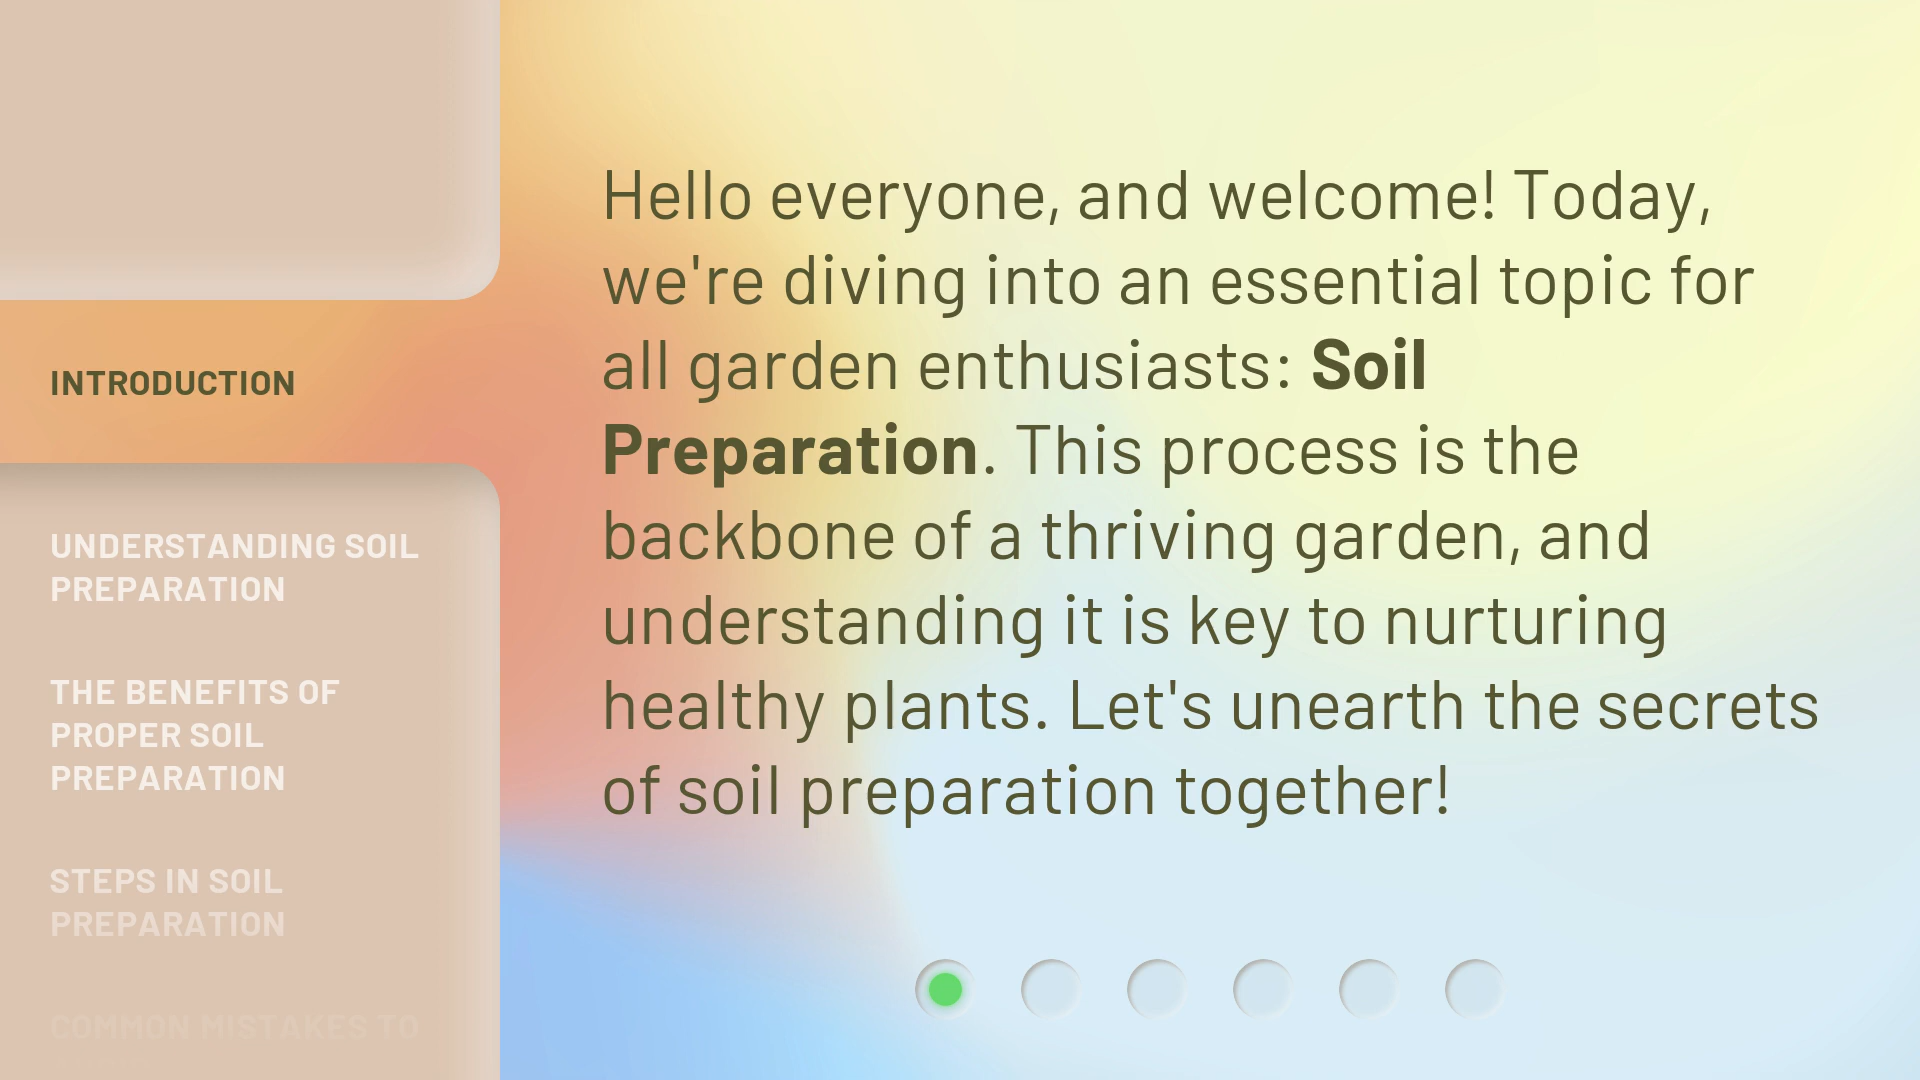 INTRODUCTION
UNDERSTANDING SOIL
PREPARATION
THE BENEFITS OF
PROPER SOIL
PREPARATION
STEPS IN SOIL
PREPARATION
COMMON MISTAKES TO
Hello everyone, and welcome! Today,
we're diving into an essential topic for
all garden enthusiasts: Soil
Preparation. This process is the
backbone of a thriving garden, and
understanding it is key to nurturing
healthy plants. Let's unearth the secrets
of soil preparation together!